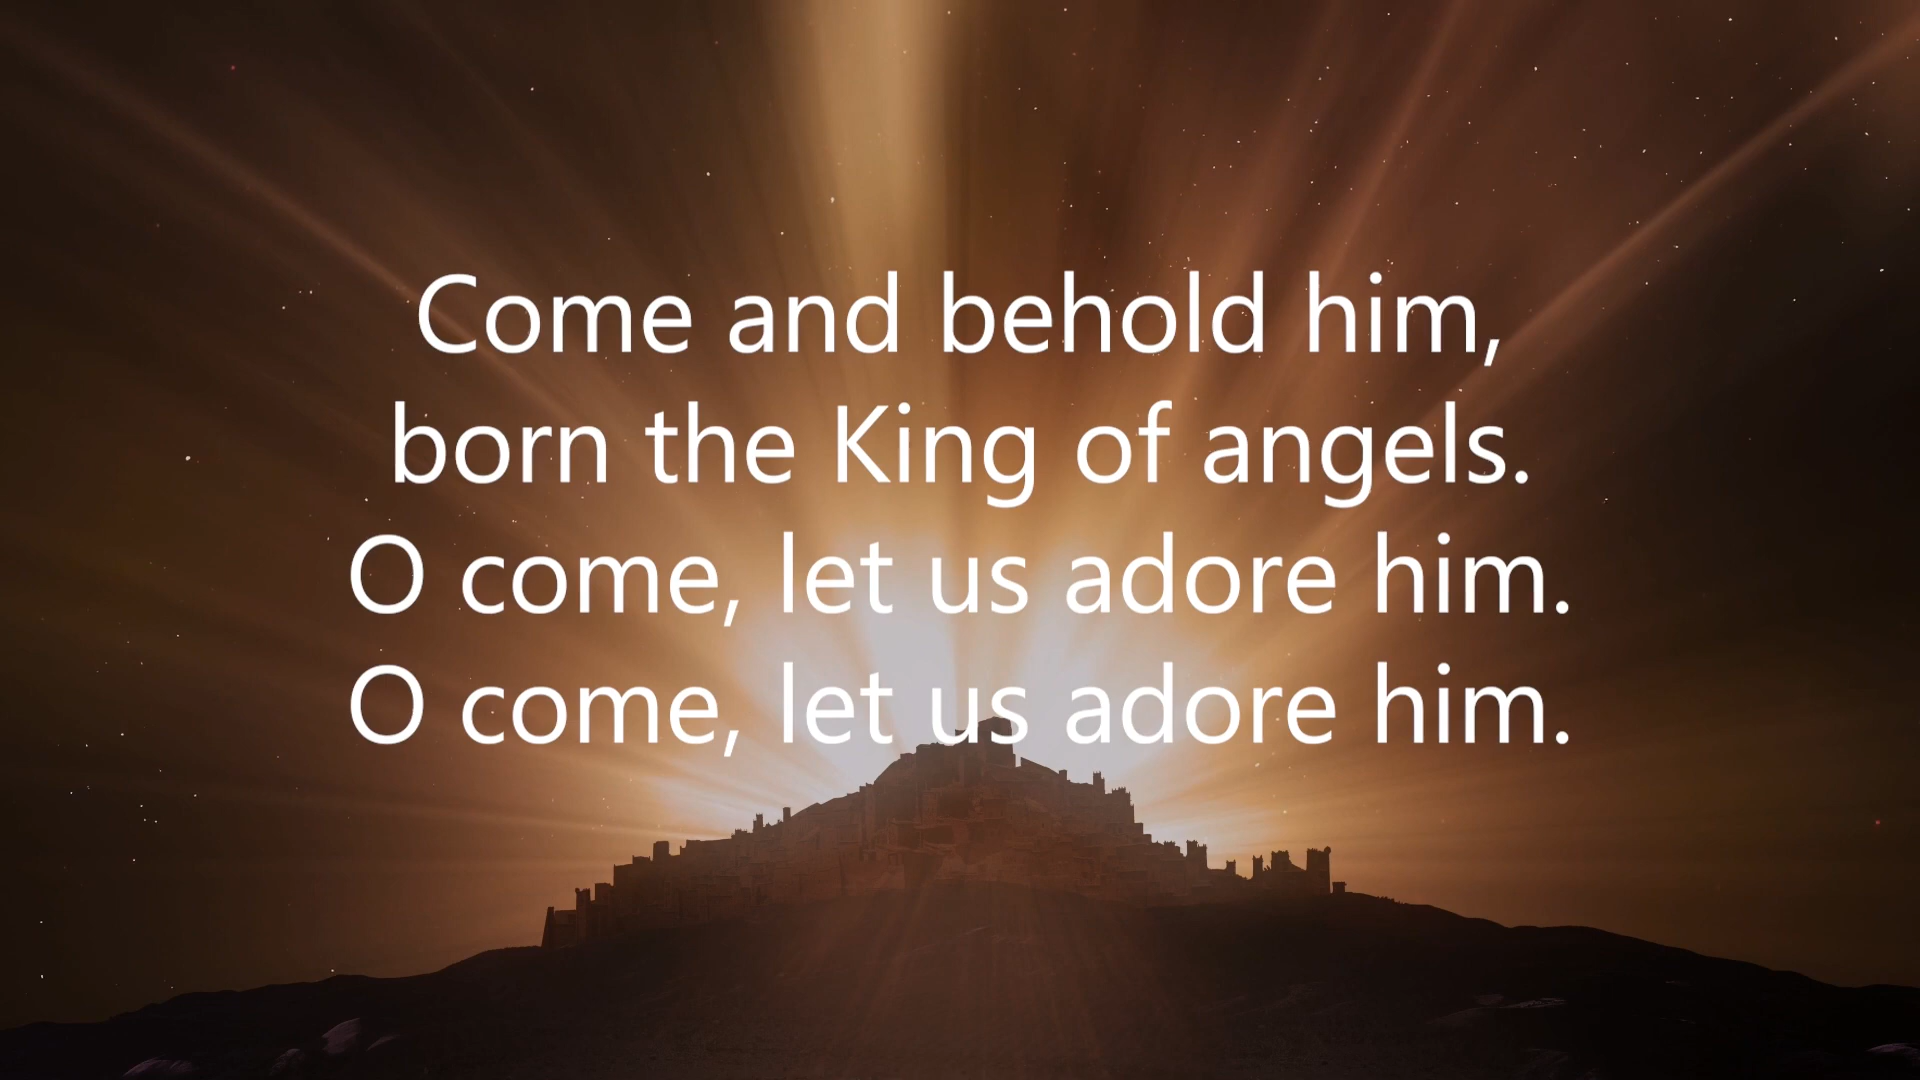 Come and behold him,
born the King of angels.
O come, let us adore him.
O come, let us adore him.